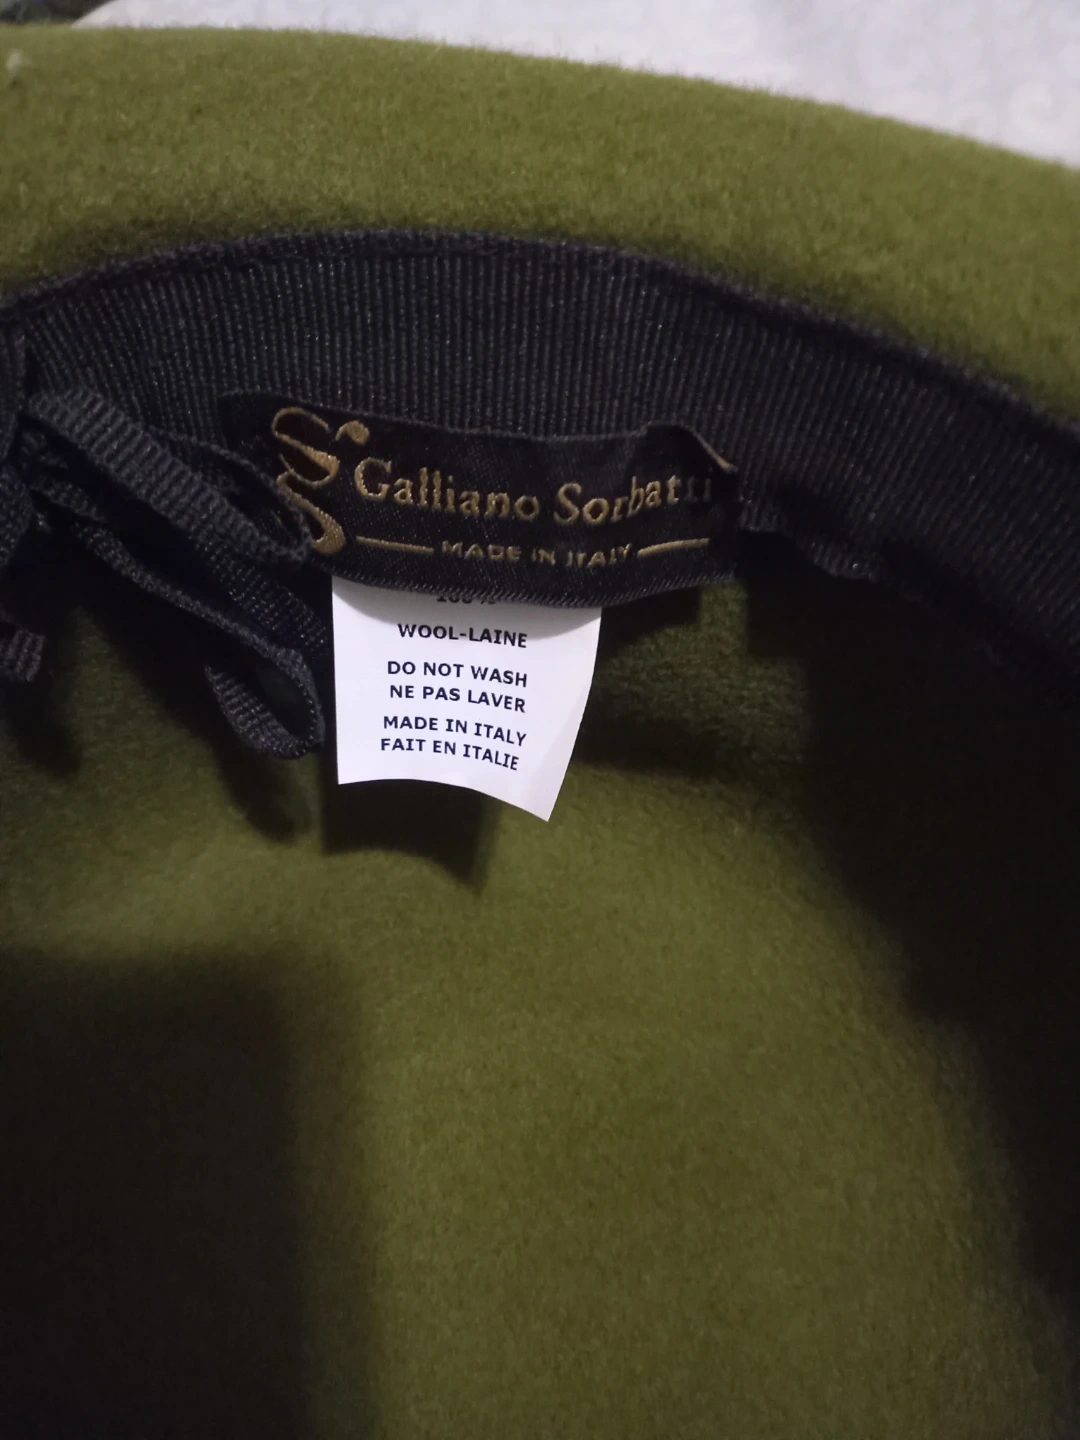 Galliano Sorbatti
MADE IN ITALY
100%
WOOL-LAINE
DO NOT WASH
NE PAS LAVER
MADE IN ITALY
FAIT EN ITALIE